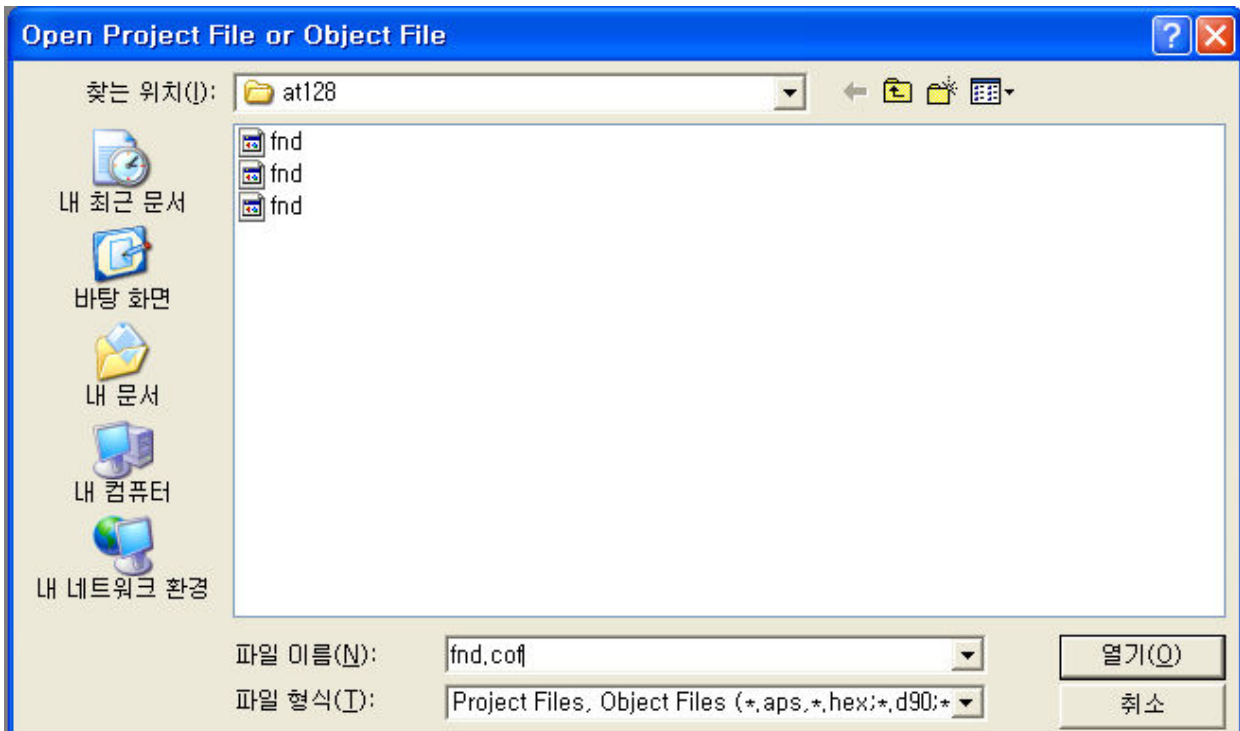 Open Project File or Object File
찾는 위치(I): at128
fnd
fnd
fnd
내 최근 문서
바탕 화면
내 문서
내 컴퓨터
내 네트워크 환경
파일 이름(N): fnd.cof 열기(O)
파일 형식(T): Project Files, Object Files (*.aps,*.hex;*.d90;* 취소